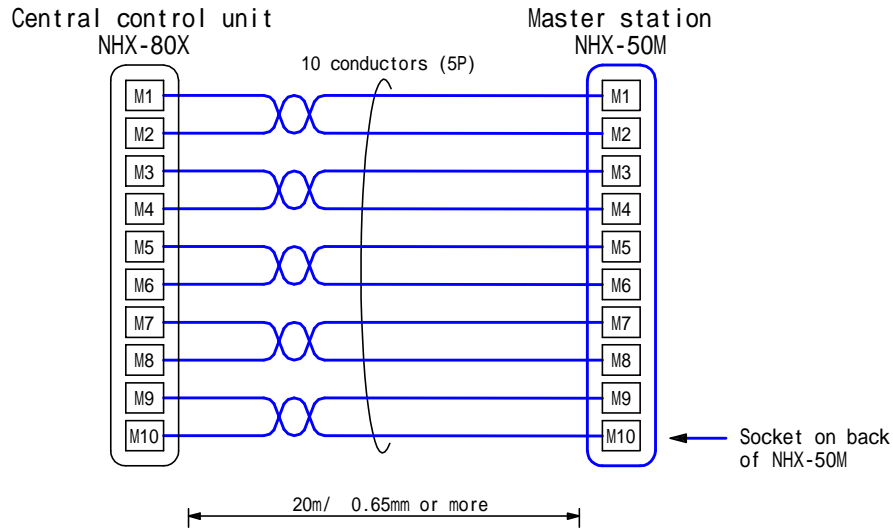 Central control unit
NHX-80X
Master station
NHX-50M
10 conductors (5P)
M1
M1
M2
M2
M3
M3
M4
M4
M5
M5
M6
M6
M7
M7
M8
M8
M9
M9
M10
M10
Socket on back
of NHX-50M
20m/ 0.65mm or more